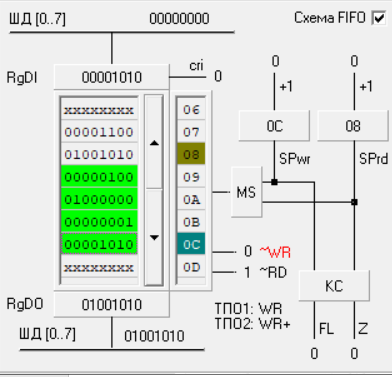 ШД [0..7] 00000000 Схема FIFO
RgDI 00001010 cri 0 0 0
+1 +1
xxxxxxxx 06
00001100 07 0C 08
01001010 08 SPwr SPrd
00000100 09
01000000 0A MS
00000001 0B
00001010 0C 0 ~WR
xxxxxxxx 0D 1 ~RD КС
RgDO 01001010 ТПО1: WR
ТПО2: WR+ FL Z
ШД [0..7] 01001010
0 0